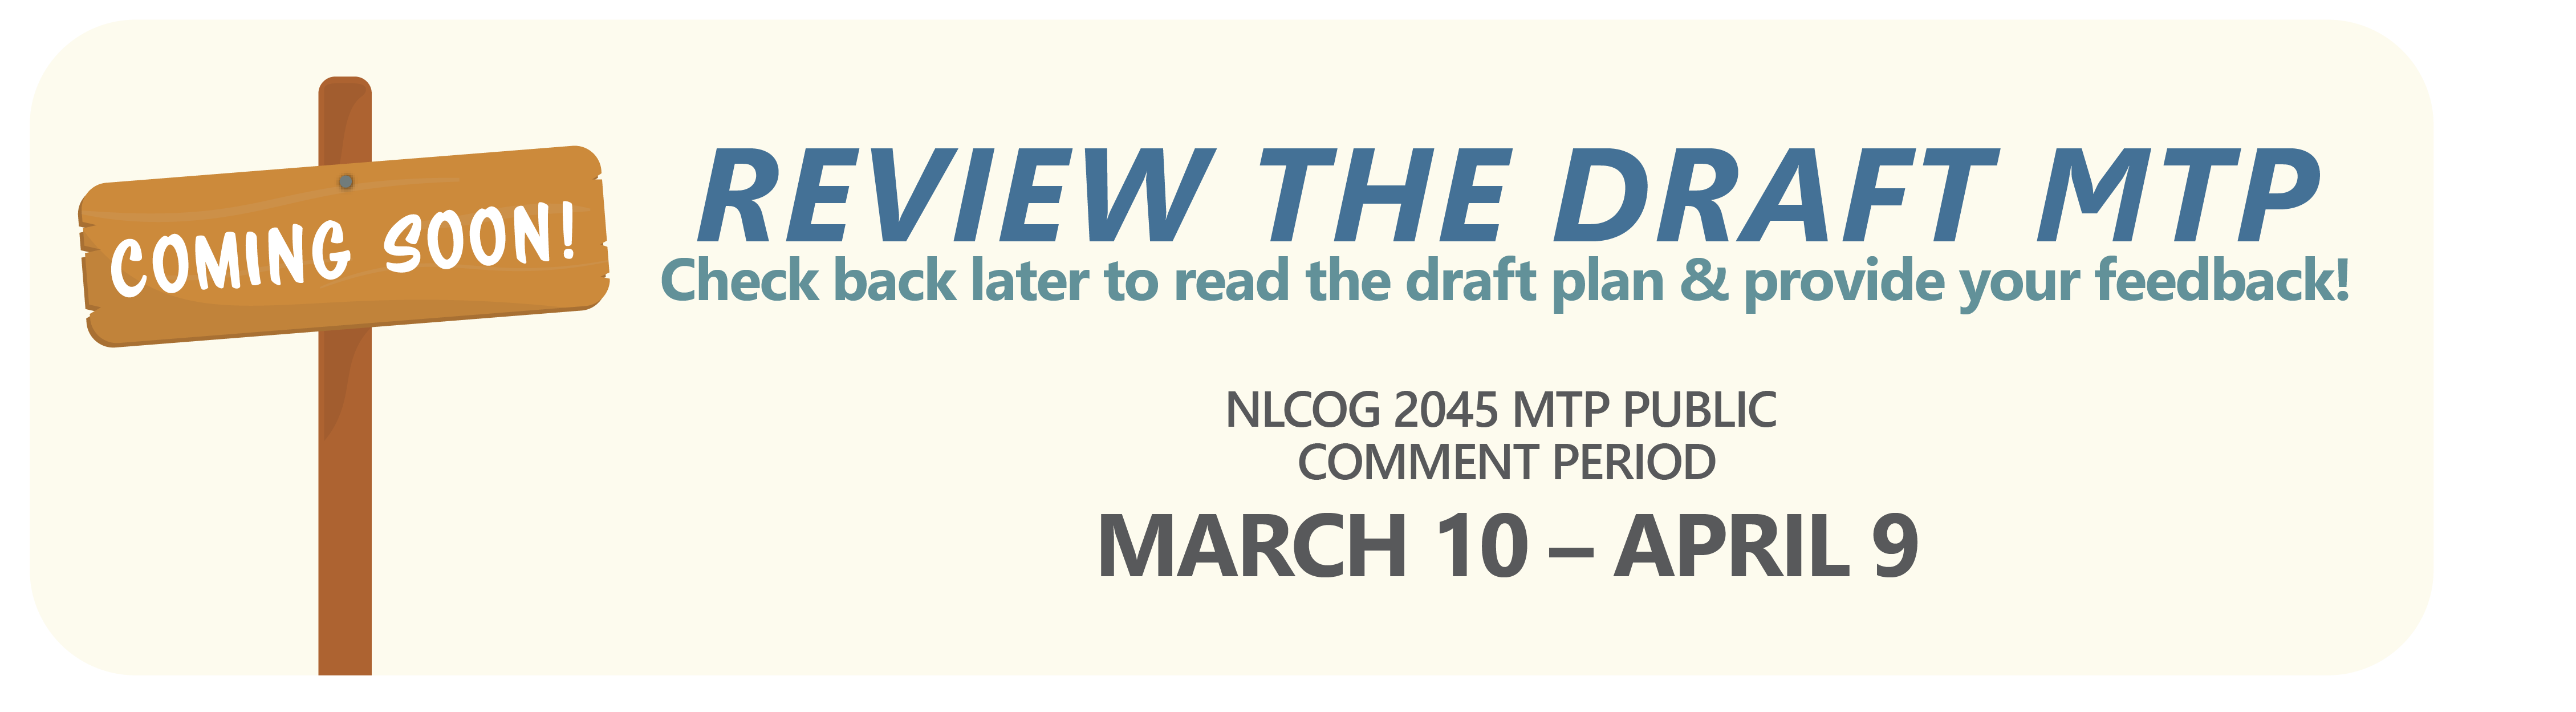 COMING SOON!
REVIEW THE DRAFT MTP
Check back later to read the draft plan & provide your feedback!
NLCOG 2045 MTP PUBLIC
COMMENT PERIOD
MARCH 10 – APRIL 9